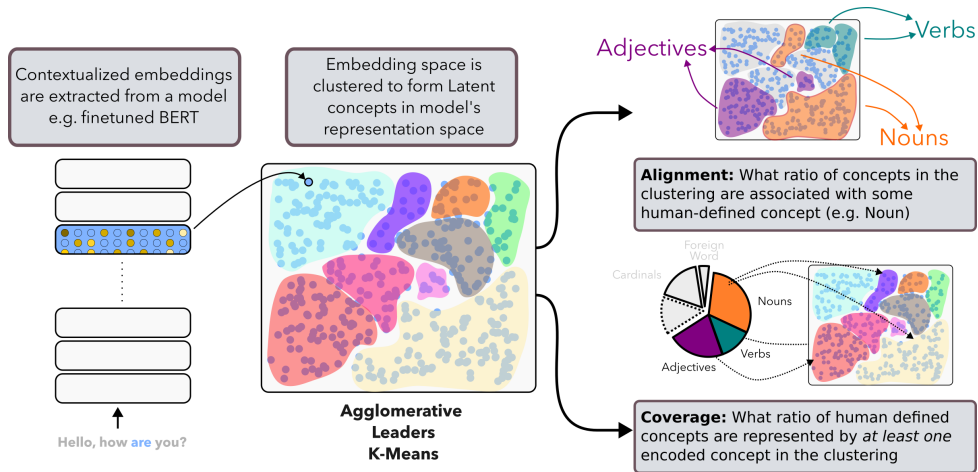 Contextualized embeddings
are extracted from a model
e.g. finetuned BERT
Hello, how are you?
Embedding space is
clustered to form Latent
concepts in model's
representation space
Agglomerative
Leaders
K-Means
Adjectives
Verbs
Nouns
Alignment: What ratio of concepts in the
clustering are associated with some
human-defined concept (e.g. Noun)
Foreign
Word
Cardinals
Nouns
Verbs
Adjectives
Coverage: What ratio of human defined
concepts are represented by at least one
encoded concept in the clustering